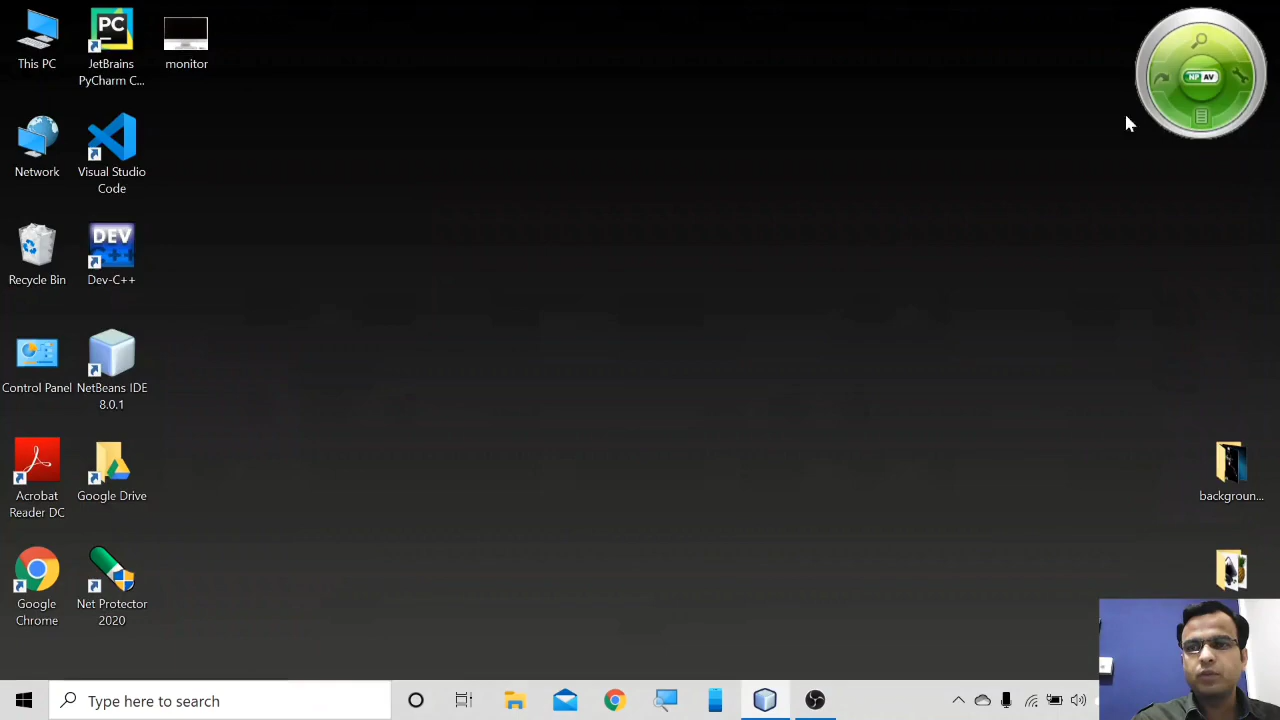 This PC
JetBrains
PyCharm C...
monitor
NP AV
Network
Visual Studio
Code
Recycle Bin
DEV
Dev-C++
Control Panel
NetBeans IDE
8.0.1
Acrobat
Reader DC
Google Drive
backgroun...
Google
Chrome
Net Protector
2020
Type here to search
PC